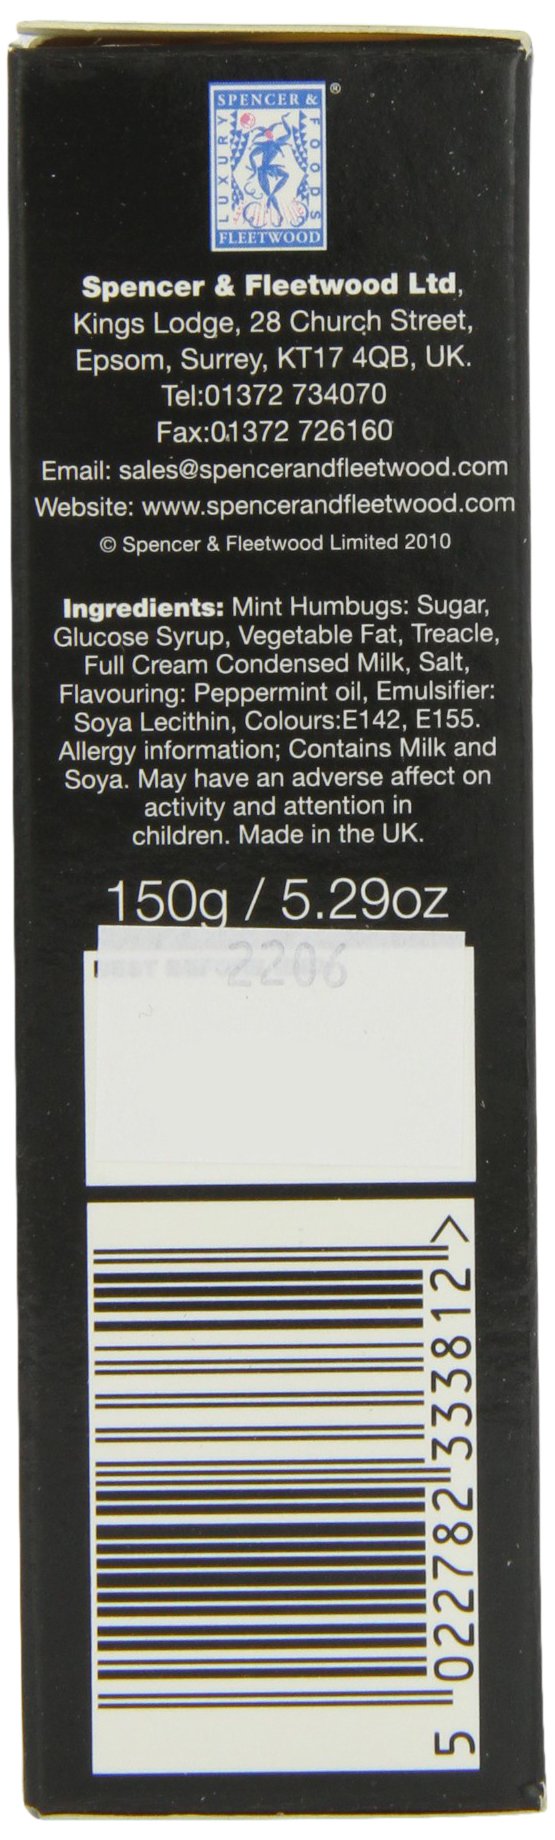 SPENCER &
LUXURY
FOODS
FLEETWOOD
®
Spencer & Fleetwood Ltd,
Kings Lodge, 28 Church Street,
Epsom, Surrey, KT17 4QB, UK.
Tel:01372 734070
Fax:01372 726160
Email: sales@spencerandfleetwood.com
Website: www.spencerandfleetwood.com
© Spencer & Fleetwood Limited 2010
Ingredients: Mint Humbugs: Sugar,
Glucose Syrup, Vegetable Fat, Treacle,
Full Cream Condensed Milk, Salt,
Flavouring: Peppermint oil, Emulsifier:
Soya Lecithin, Colours:E142, E155.
Allergy information; Contains Milk and
Soya. May have an adverse affect on
activity and attention in
children. Made in the UK.
150g / 5.29oz
2206
5 022782 333812 >